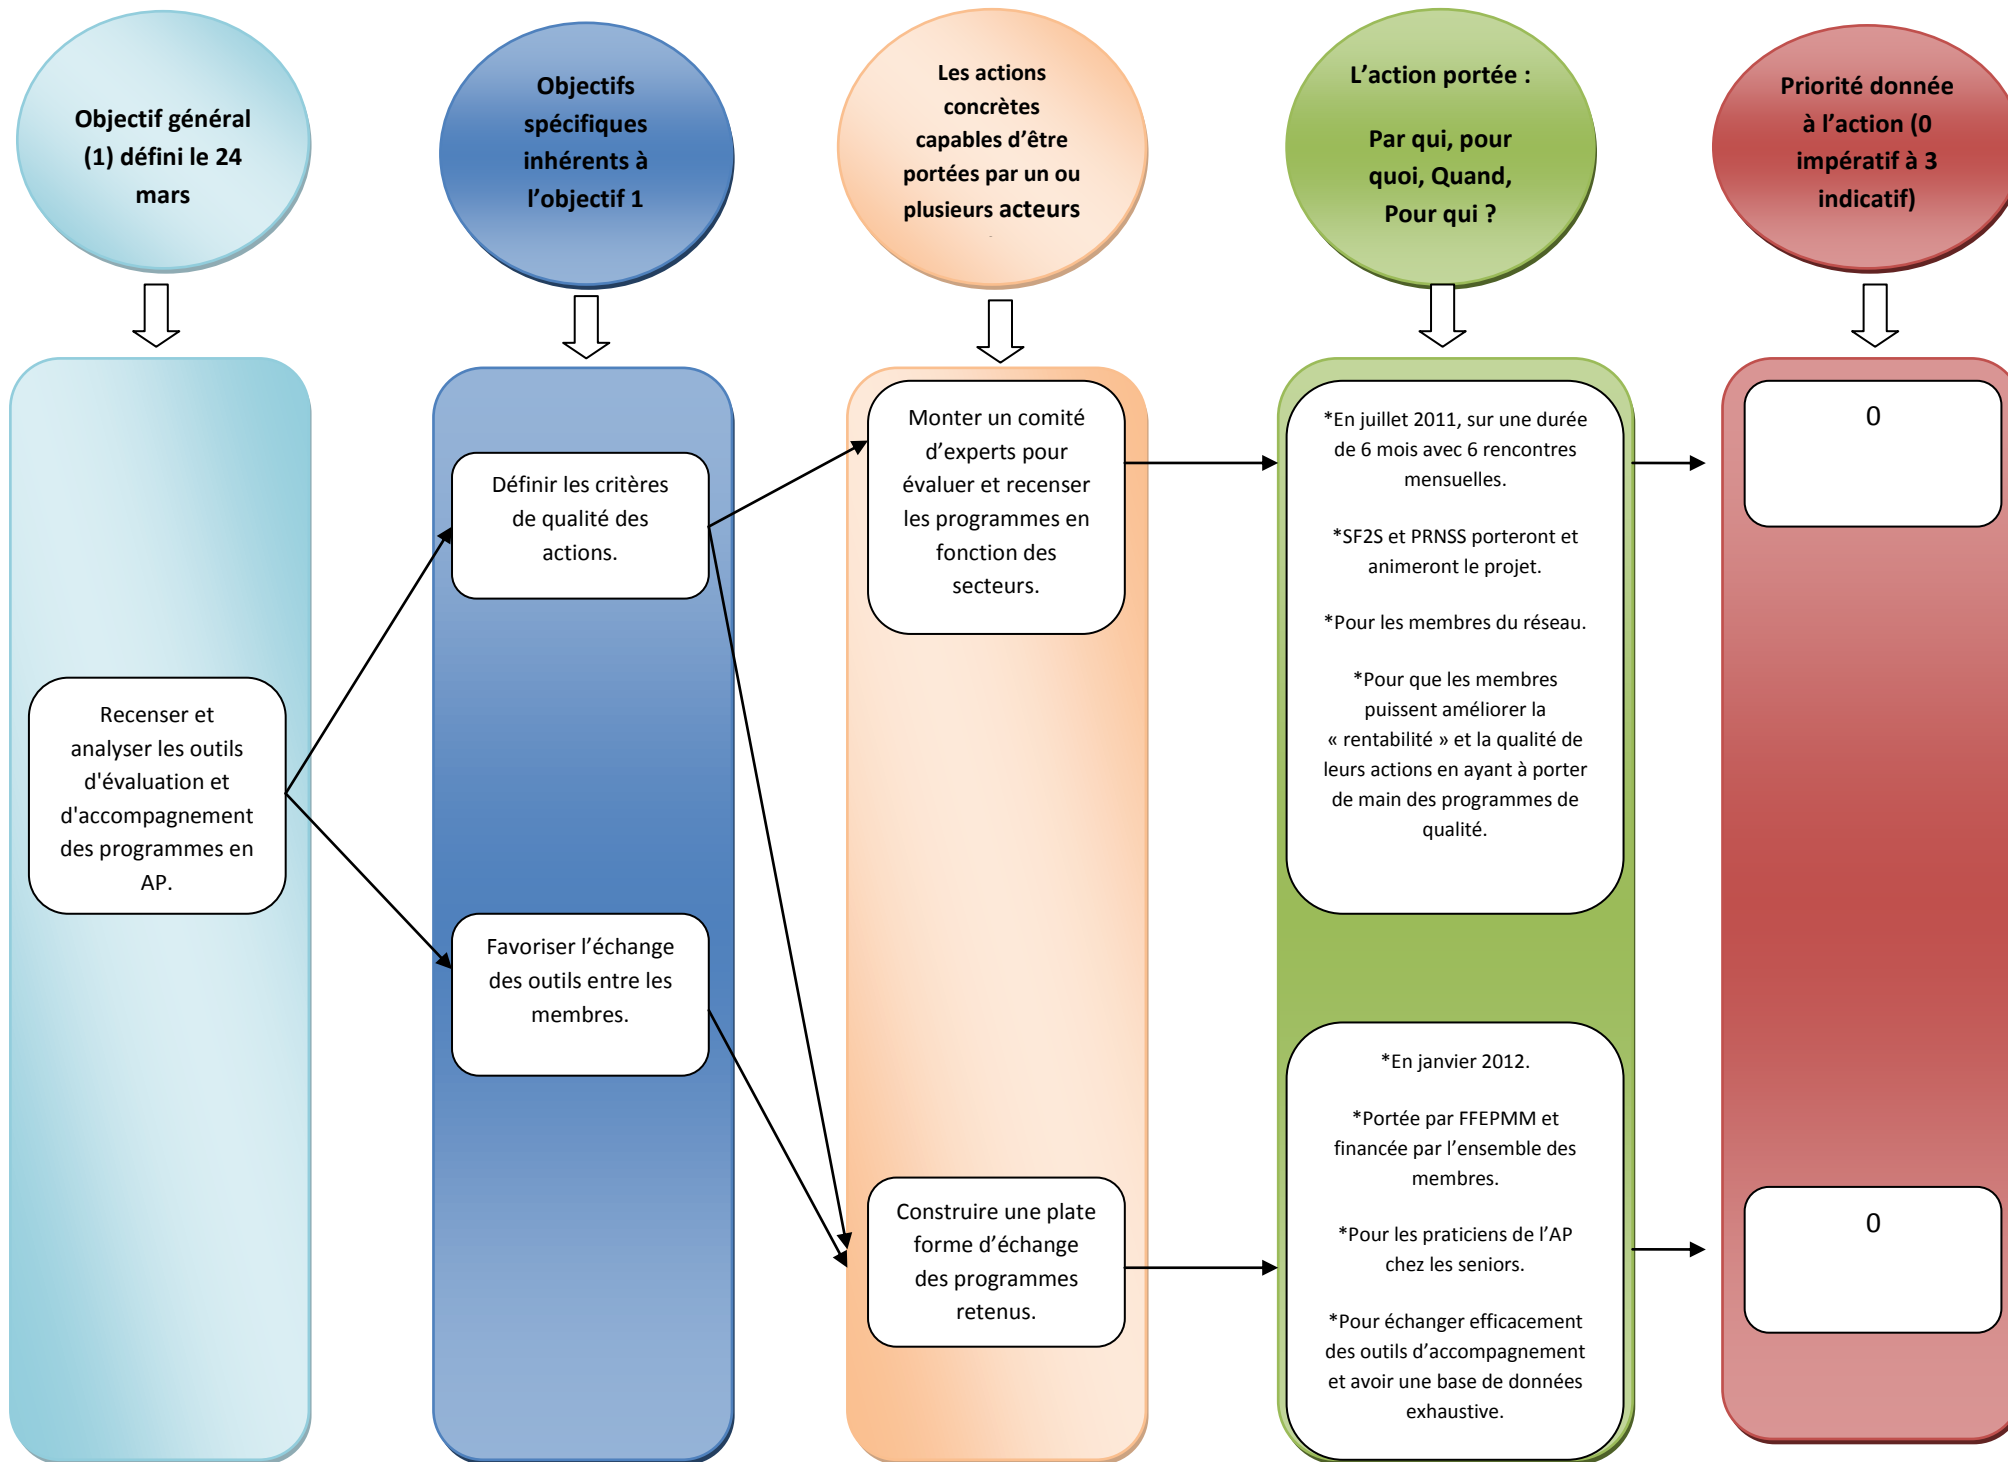 Objectif général
(1) défini le 24
mars
Objectifs
spécifiques
inhérents à
l’objectif 1
Les actions
concrètes
capables d’être
portées par un ou
plusieurs acteurs
L’action portée :
Par qui, pour
quoi, Quand,
Pour qui ?
Priorité donnée
à l’action (0
impératif à 3
indicatif)
Recenser et
analyser les outils
d'évaluation et
d'accompagnement
des programmes en
AP.
Définir les critères
de qualité des
actions.
Favoriser l’échange
des outils entre les
membres.
Monter un comité
d’experts pour
évaluer et recenser
les programmes en
fonction des
secteurs.
Construire une plate
forme d’échange
des programmes
retenus.
*En juillet 2011, sur une durée
de 6 mois avec 6 rencontres
mensuelles.
*SF2S et PRNSS porteront et
animeront le projet.
*Pour les membres du réseau.
*Pour que les membres
puissent améliorer la
« rentabilité » et la qualité de
leurs actions en ayant à porter
de main des programmes de
qualité.
*En janvier 2012.
*Portée par FFEPMM et
financée par l’ensemble des
membres.
*Pour les praticiens de l’AP
chez les seniors.
*Pour échanger efficacement
des outils d’accompagnement
et avoir une base de données
exhaustive.
0
0